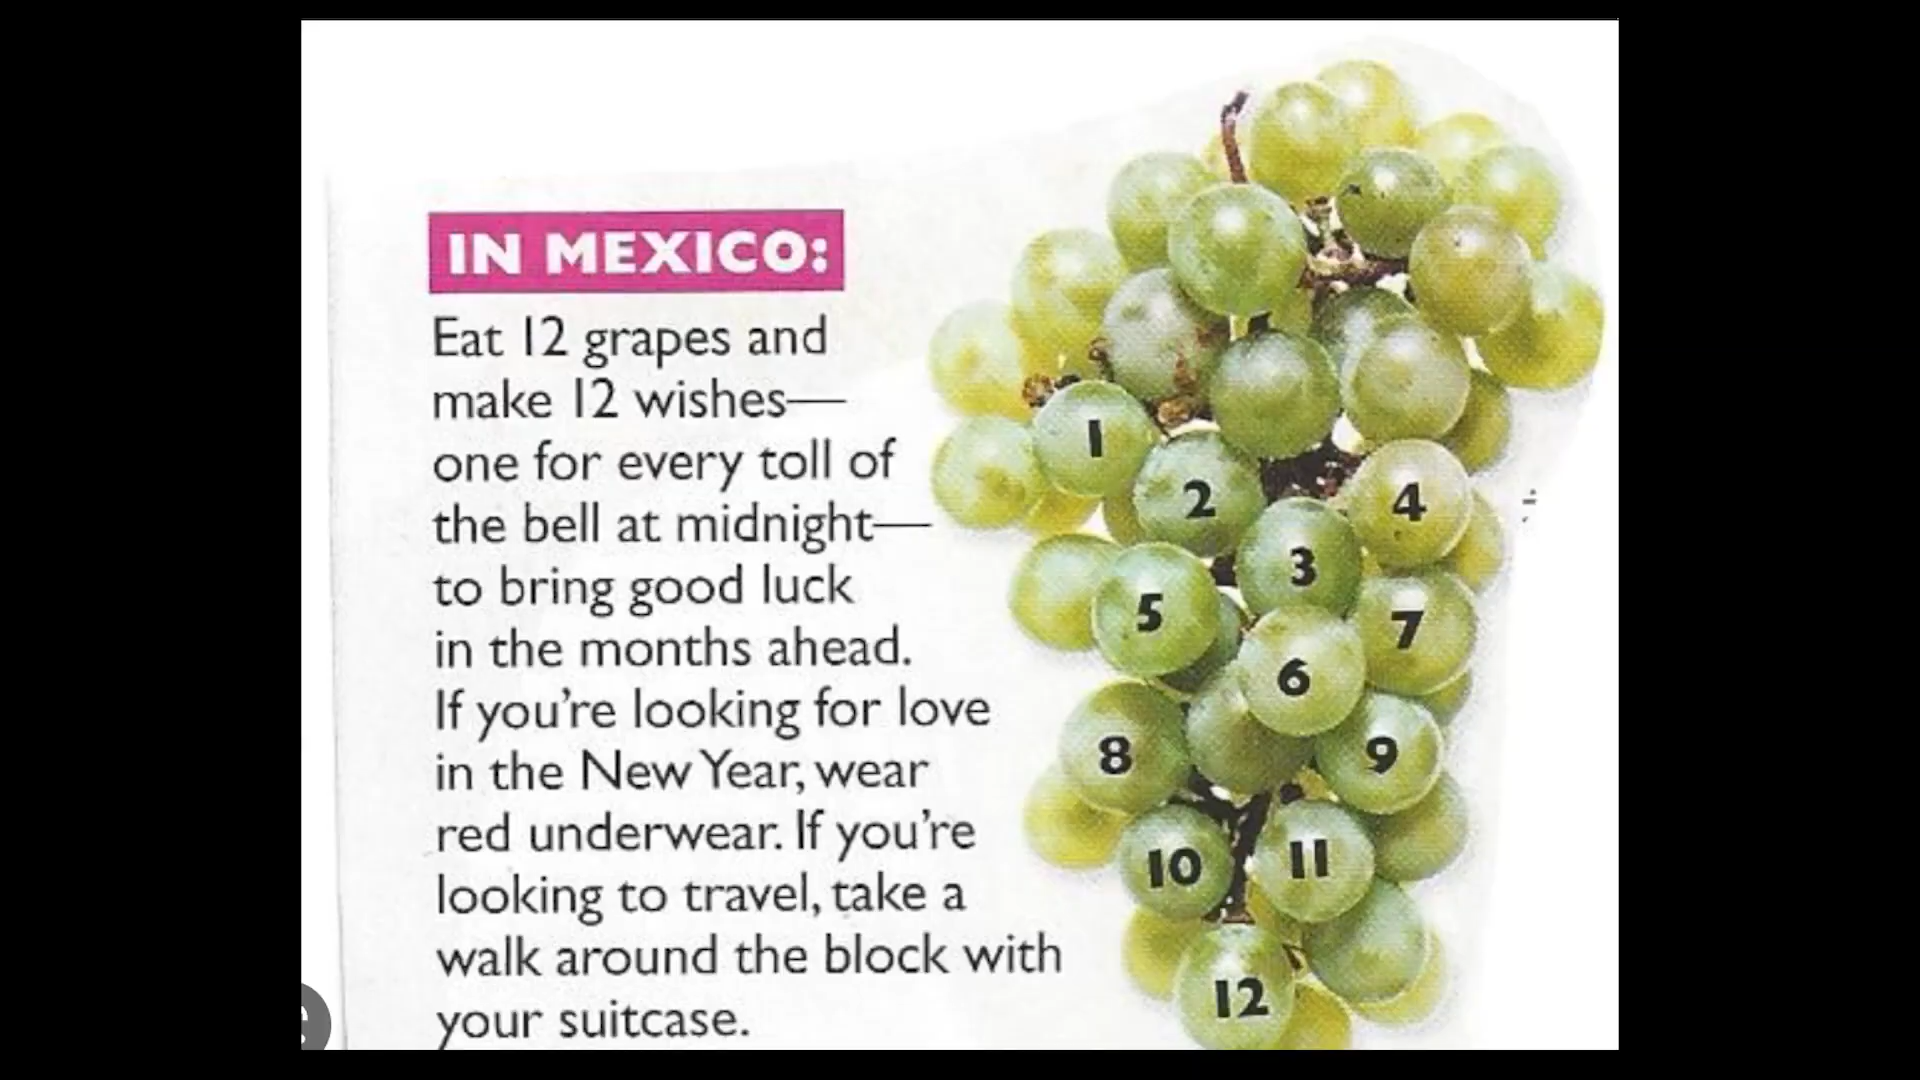 IN MEXICO:
Eat 12 grapes and
make 12 wishes—
one for every toll of
the bell at midnight—
to bring good luck
in the months ahead.
If you're looking for love
in the New Year, wear
red underwear. If you're
looking to travel, take a
walk around the block with
your suitcase.
1
2
4
3
5
7
6
8
9
10
11
12